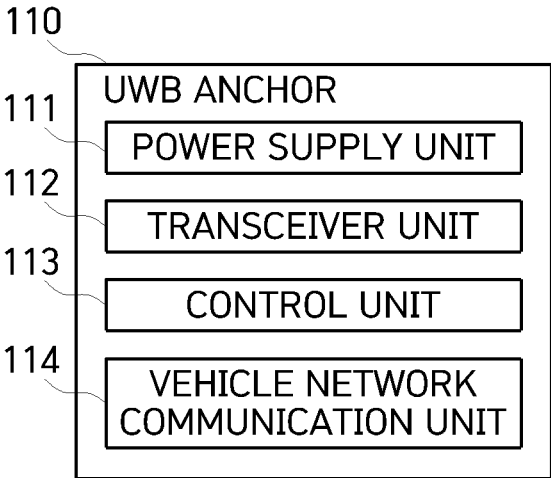 110
UWB ANCHOR
111
POWER SUPPLY UNIT
112
TRANSCEIVER UNIT
113
CONTROL UNIT
114
VEHICLE NETWORK
COMMUNICATION UNIT